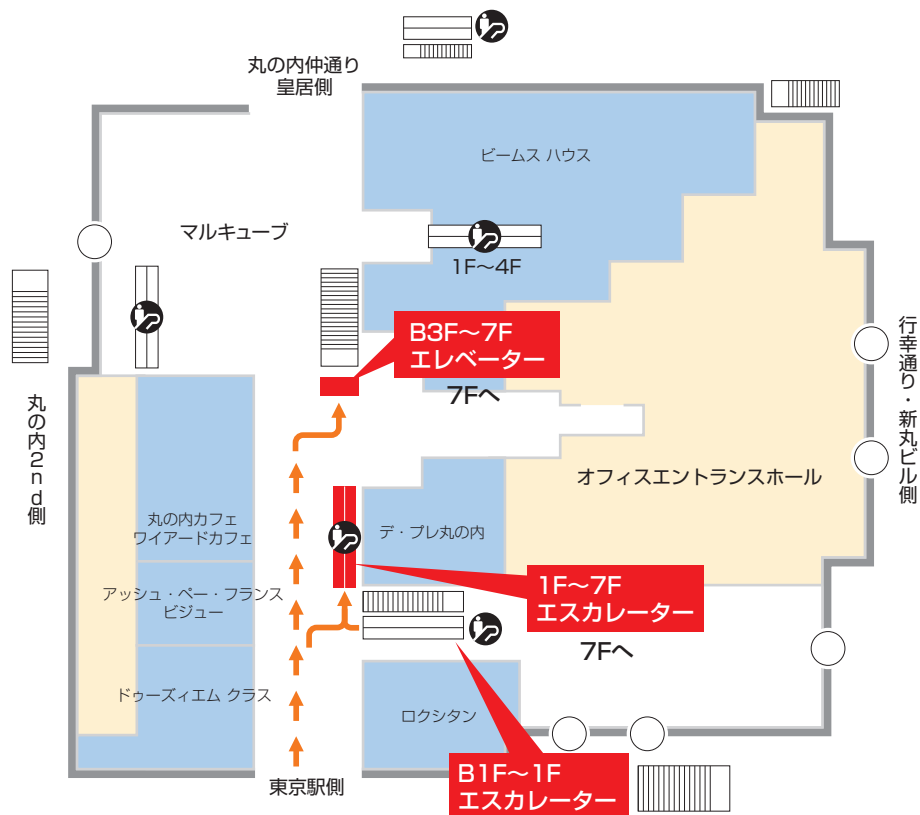 丸の内仲通り
皇居側
ビームス ハウス
マルキューブ
1F〜4F
B3F〜7F
エレベーター
7Fへ
行幸通り・新丸ビル側
丸の内2nd側
オフィスエントランスホール
丸の内カフェ
ワイアードカフェ
デ・プレ丸の内
アッシュ・ペー・フランス
ビジュー
1F〜7F
エスカレーター
7Fへ
ドゥーズィエム クラス
ロクシタン
B1F〜1F
エスカレーター
東京駅側